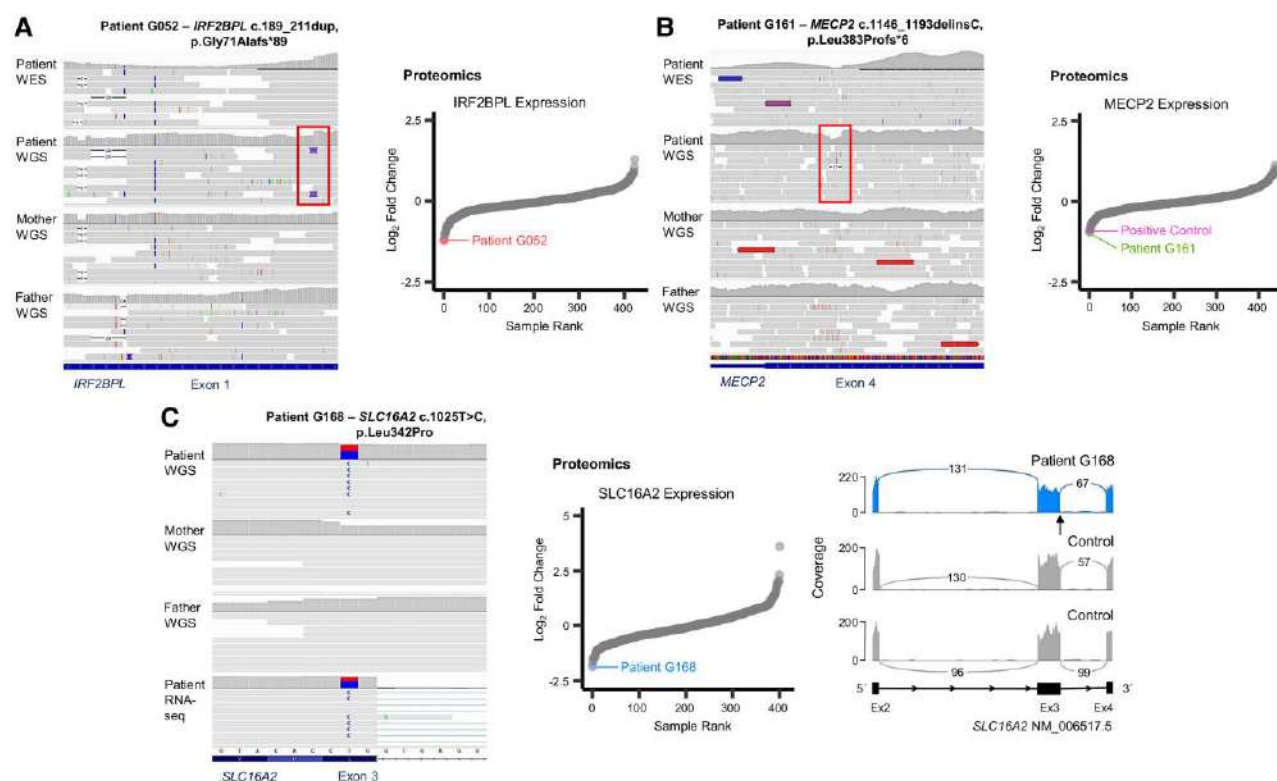 A
Patient G052 – IRF2BPL c.189_211dup,
p.Gly71Alafs*89
Patient
WES
Patient
WGS
Mother
WGS
Father
WGS
IRF2BPL
Exon 1
Proteomics
IRF2BPL Expression
Log2 Fold Change
2.5
0
-2.5
Patient G052
0
100
200
300
400
Sample Rank
B
Patient G161 – MECP2 c.1146_1193delinsC,
p.Leu383Profs*6
Patient
WES
Patient
WGS
Mother
WGS
Father
WGS
MECP2
Exon 4
Proteomics
MECP2 Expression
Log2 Fold Change
2.5
0
-2.5
Positive Control
Patient G161
0
100
200
300
400
Sample Rank
C
Patient G168 – SLC16A2 c.1025T>C,
p.Leu342Pro
Patient
WGS
Mother
WGS
Father
WGS
Patient
RNA-
seq
SLC16A2
Exon 3
Proteomics
SLC16A2 Expression
Log2 Fold Change
5
2.5
0
-2.5
Patient G168
0
100
200
300
400
Sample Rank
Coverage
Patient G168
220
0
131
67
Control
200
0
130
57
Control
200
0
96
99
5´
3´
Ex2
Ex3
Ex4
SLC16A2 NM_006517.5